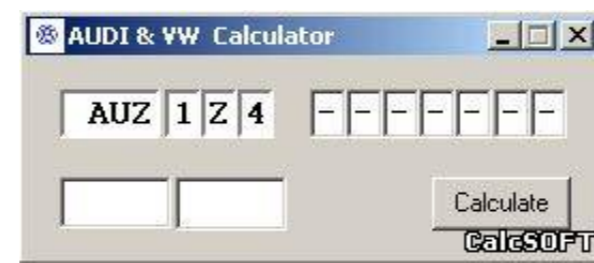 AUDI & VW Calculator
AUZ 1 Z 4 - - - - - - -
Calculate
CalcSOFT